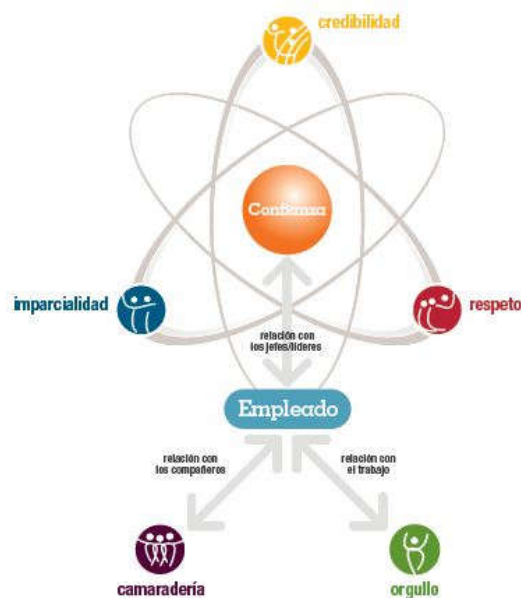 credibilidad
Confianza
imparcialidad
respeto
relación con
los jefes/líderes
Empleado
relación con
los compañeros
relación con
el trabajo
camaradería
orgullo